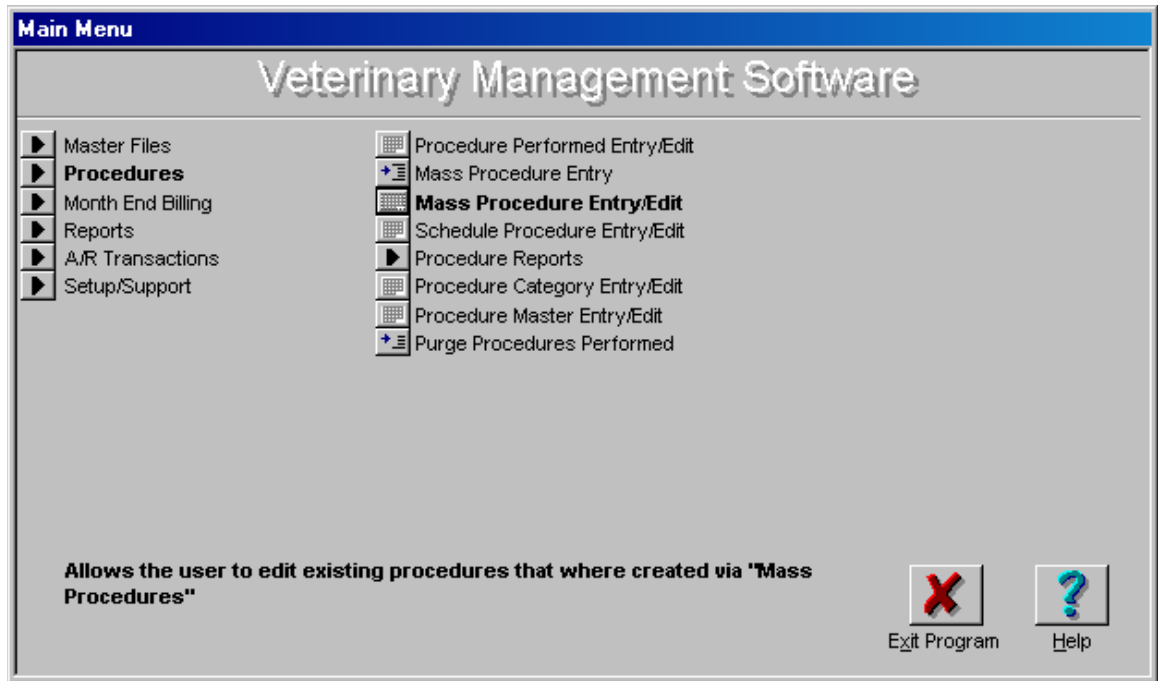 Main Menu
Veterinary Management Software
Master Files
Procedures
Month End Billing
Reports
A/R Transactions
Setup/Support
Procedure Performed Entry/Edit
Mass Procedure Entry
Mass Procedure Entry/Edit
Schedule Procedure Entry/Edit
Procedure Reports
Procedure Category Entry/Edit
Procedure Master Entry/Edit
Purge Procedures Performed
Allows the user to edit existing procedures that where created via "Mass
Procedures"
Exit Program
Help